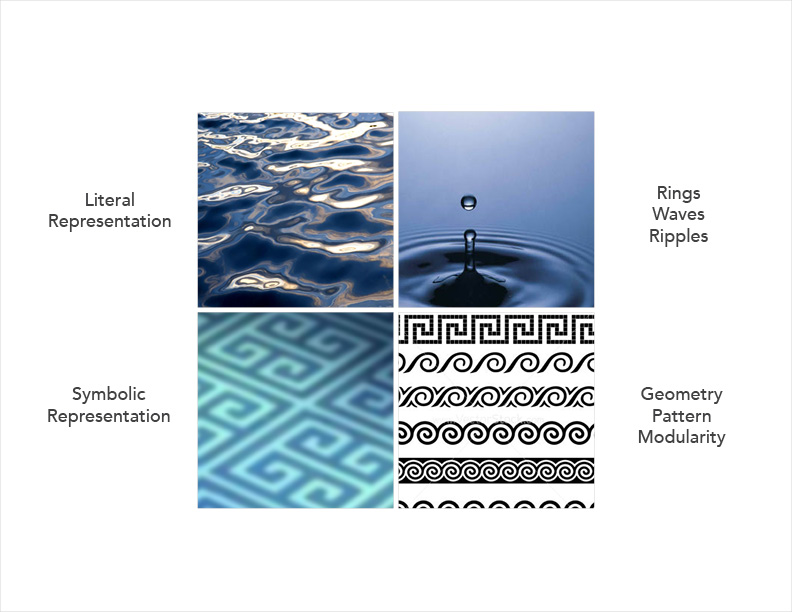 Literal
Representation
Rings
Waves
Ripples
Symbolic
Representation
Geometry
Pattern
Modularity